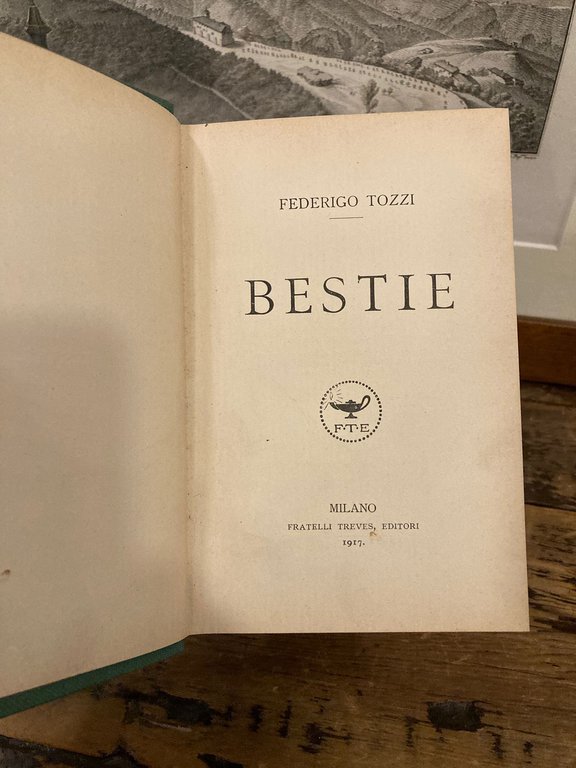 FEDERIGO TOZZI
BESTIE
F·T·E
MILANO
FRATELLI TREVES, EDITORI
1917.